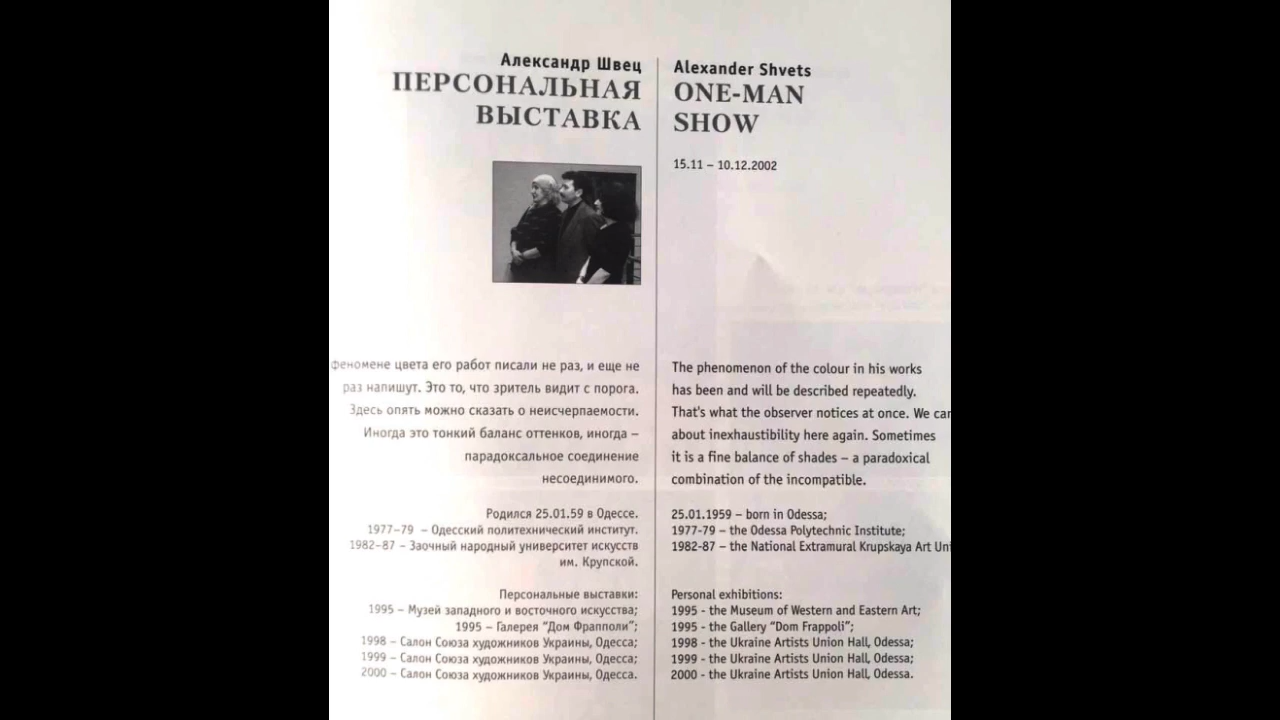 Александр Швец
ПЕРСОНАЛЬНАЯ
ВЫСТАВКА
феномене цвета его работ писали не раз, и еще не
раз напишут. Это то, что зритель видит с порога.
Здесь опять можно сказать о неисчерпаемости.
Иногда это тонкий баланс оттенков, иногда –
парадоксальное соединение
несоединимого.
Родился 25.01.59 в Одессе.
1977–79 – Одесский политехнический институт.
1982–87 – Заочный народный университет искусств
им. Крупской.
Персональные выставки:
1995 – Музей западного и восточного искусства;
1995 – Галерея “Дом Фрапполи”;
1998 – Салон Союза художников Украины, Одесса;
1999 – Салон Союза художников Украины, Одесса;
2000 – Салон Союза художников Украины, Одесса.
Alexander Shvets
ONE-MAN
SHOW
15.11 – 10.12.2002
The phenomenon of the colour in his works
has been and will be described repeatedly.
That's what the observer notices at once. We can
about inexhaustibility here again. Sometimes
it is a fine balance of shades – a paradoxical
combination of the incompatible.
25.01.1959 – born in Odessa;
1977-79 – the Odessa Polytechnic Institute;
1982-87 – the National Extramural Krupskaya Art Uni
Personal exhibitions:
1995 - the Museum of Western and Eastern Art;
1995 - the Gallery “Dom Frappoli”;
1998 - the Ukraine Artists Union Hall, Odessa;
1999 - the Ukraine Artists Union Hall, Odessa;
2000 - the Ukraine Artists Union Hall, Odessa.